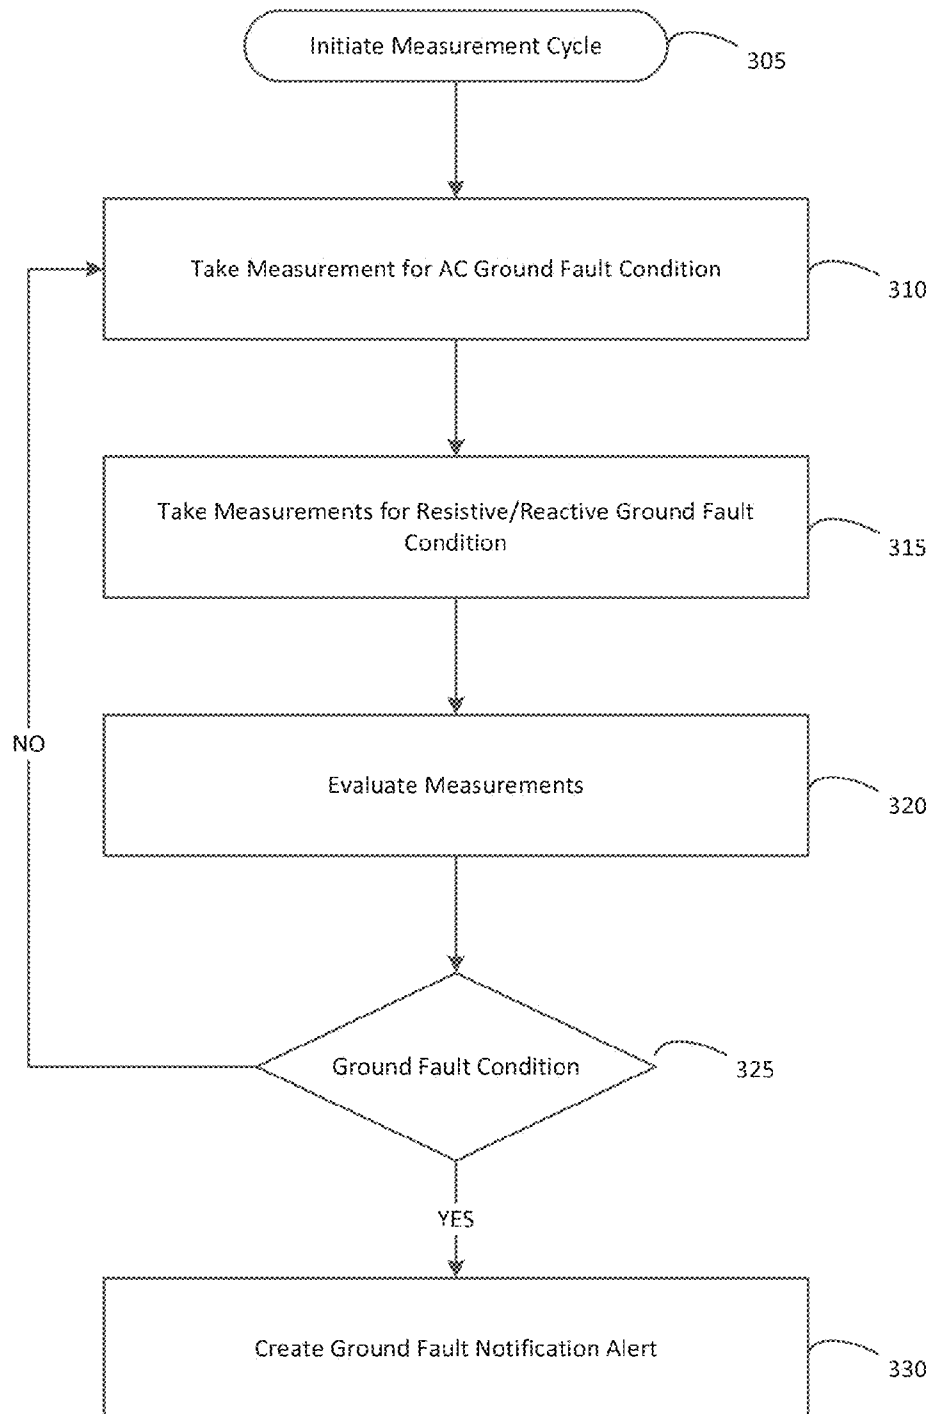 Initiate Measurement Cycle
305
Take Measurement for AC Ground Fault Condition
310
Take Measurements for Resistive/Reactive Ground Fault
Condition
315
NO
Evaluate Measurements
320
Ground Fault Condition
325
YES
Create Ground Fault Notification Alert
330